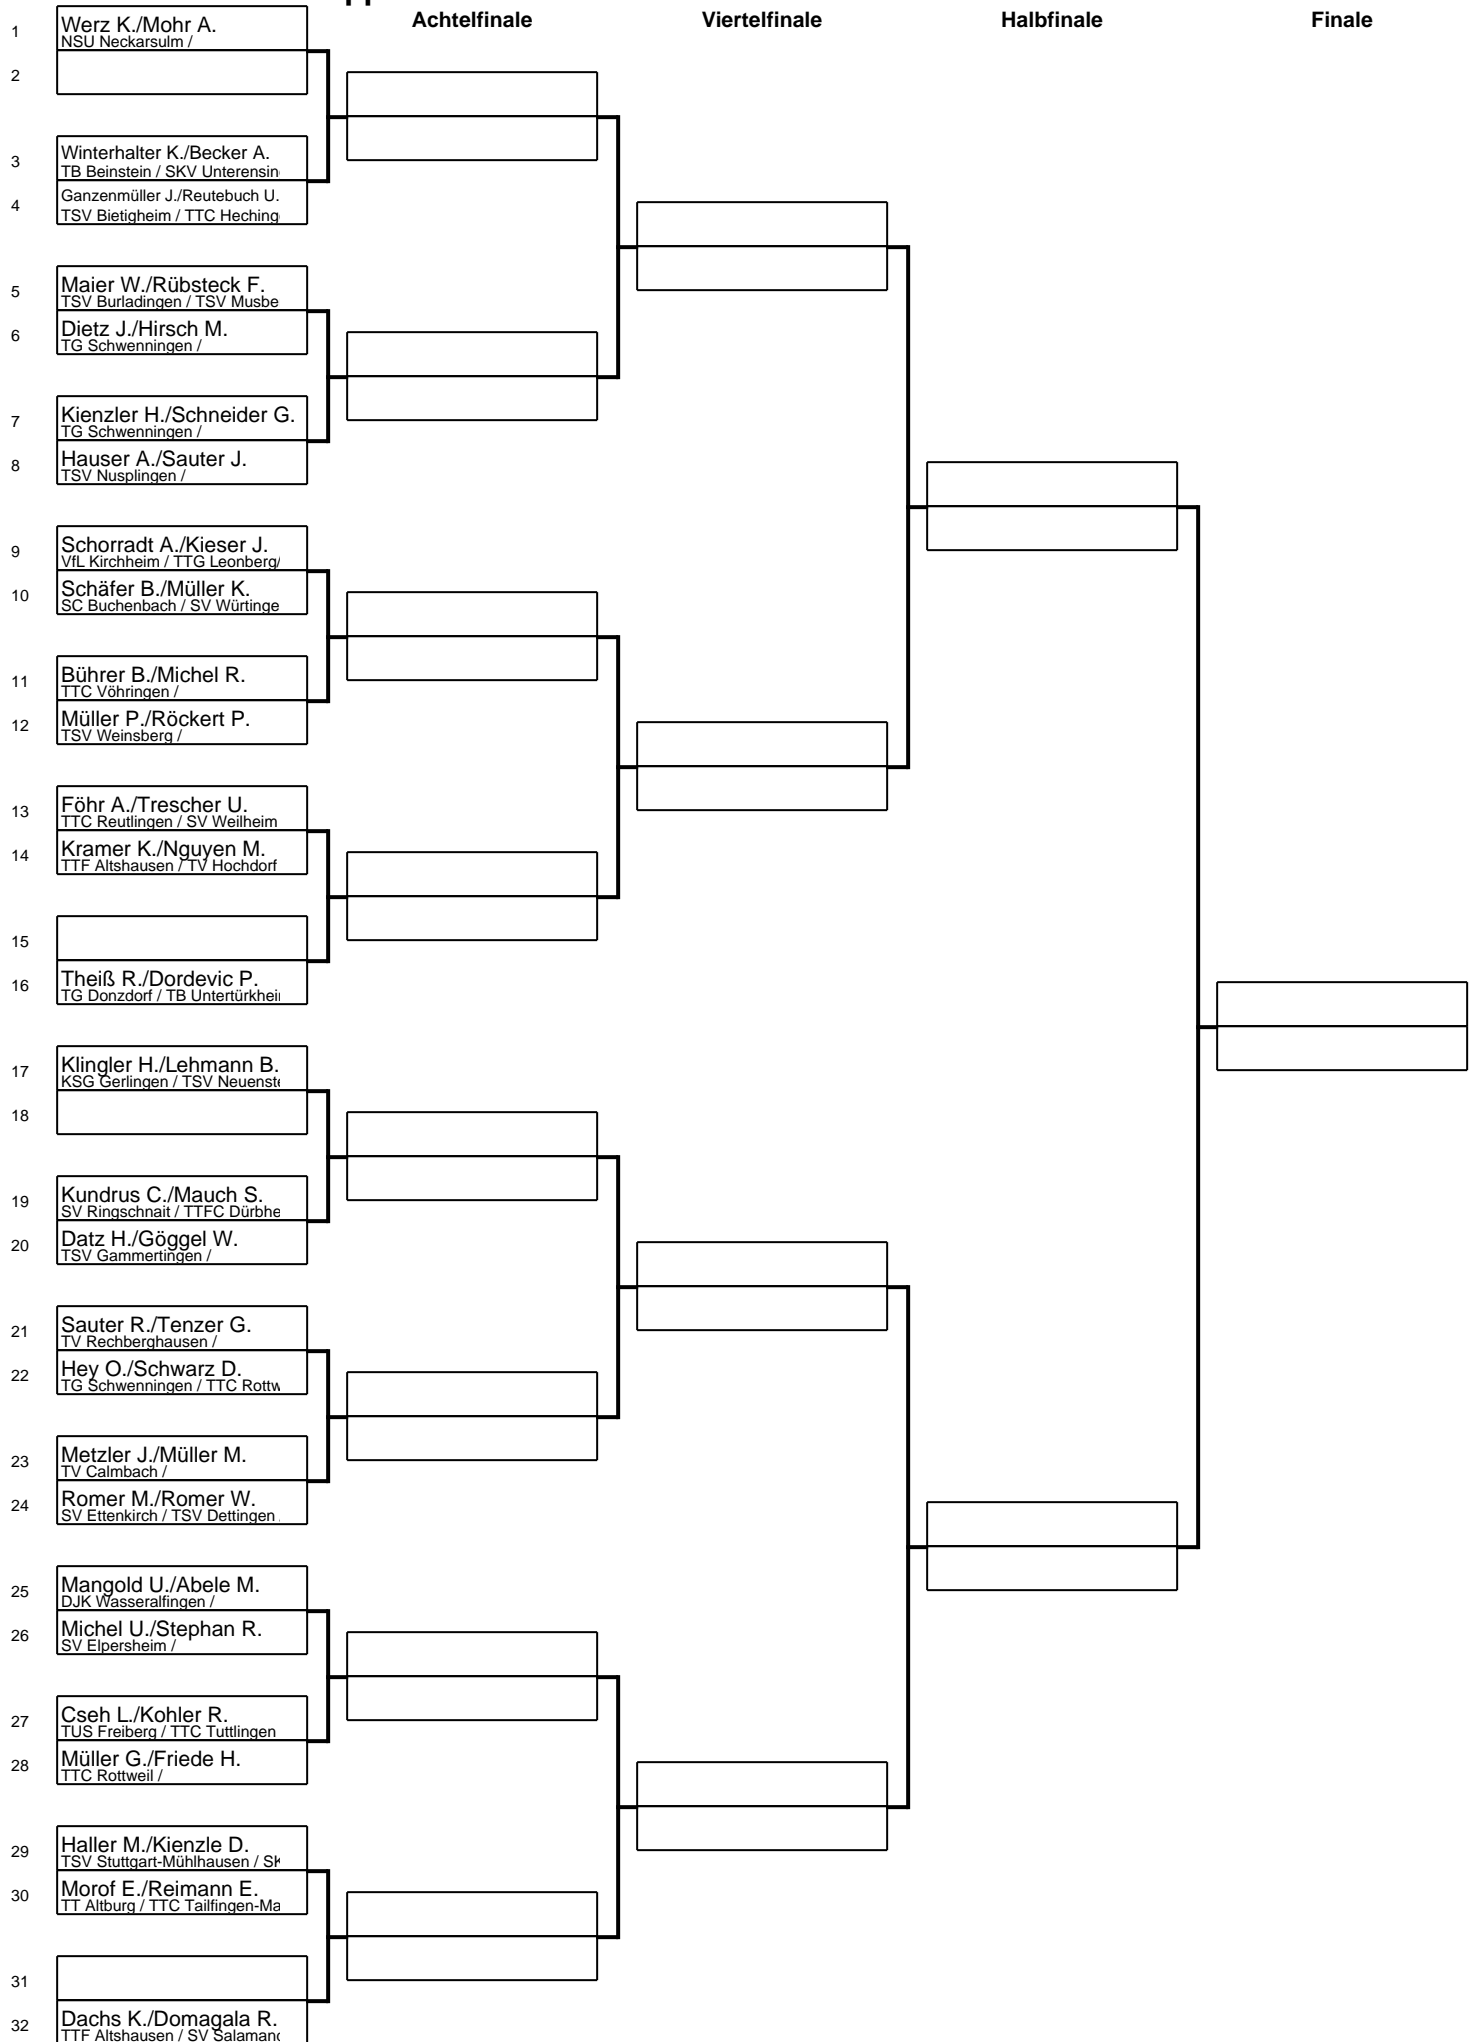 Achtelfinale Viertelfinale Halbfinale Finale
1 Werz K./Mohr A.
NSU Neckarsulm /
2
3 Winterhalter K./Becker A.
TB Beinstein / SKV Unterensin
4 Ganzenmüller J./Reutebuch U.
TSV Bietigheim / TTC Heching
5 Maier W./Rübsteck F.
TSV Burladingen / TSV Musbe
6 Dietz J./Hirsch M.
TG Schwenningen /
7 Kienzler H./Schneider G.
TG Schwenningen /
8 Hauser A./Sauter J.
TSV Nusplingen /
9 Schorradt A./Kieser J.
VfL Kirchheim / TTG Leonberg/
10 Schäfer B./Müller K.
SC Buchenbach / SV Würtinge
11 Bührer B./Michel R.
TTC Vöhringen /
12 Müller P./Röckert P.
TSV Weinsberg /
13 Föhr A./Trescher U.
TTC Reutlingen / SV Weilheim
14 Kramer K./Nguyen M.
TTF Altshausen / TV Hochdorf
15
16 Theiß R./Dordevic P.
TG Donzdorf / TB Untertürkhei
17 Klingler H./Lehmann B.
KSG Gerlingen / TSV Neuenste
18
19 Kundrus C./Mauch S.
SV Ringschnait / TTFC Dürbhe
20 Datz H./Göggel W.
TSV Gammertingen /
21 Sauter R./Tenzer G.
TV Rechberghausen /
22 Hey O./Schwarz D.
TG Schwenningen / TTC Rottw
23 Metzler J./Müller M.
TV Calmbach /
24 Romer M./Romer W.
SV Ettenkirch / TSV Dettingen
25 Mangold U./Abele M.
DJK Wasseralfingen /
26 Michel U./Stephan R.
SV Elpersheim /
27 Cseh L./Kohler R.
TUS Freiberg / TTC Tuttlingen
28 Müller G./Friede H.
TTC Rottweil /
29 Haller M./Kienzle D.
TSV Stuttgart-Mühlhausen / SK
30 Morof E./Reimann E.
TT Altburg / TTC Tailfingen-Ma
31
32 Dachs K./Domagala R.
TTF Altshausen / SV Salamanc